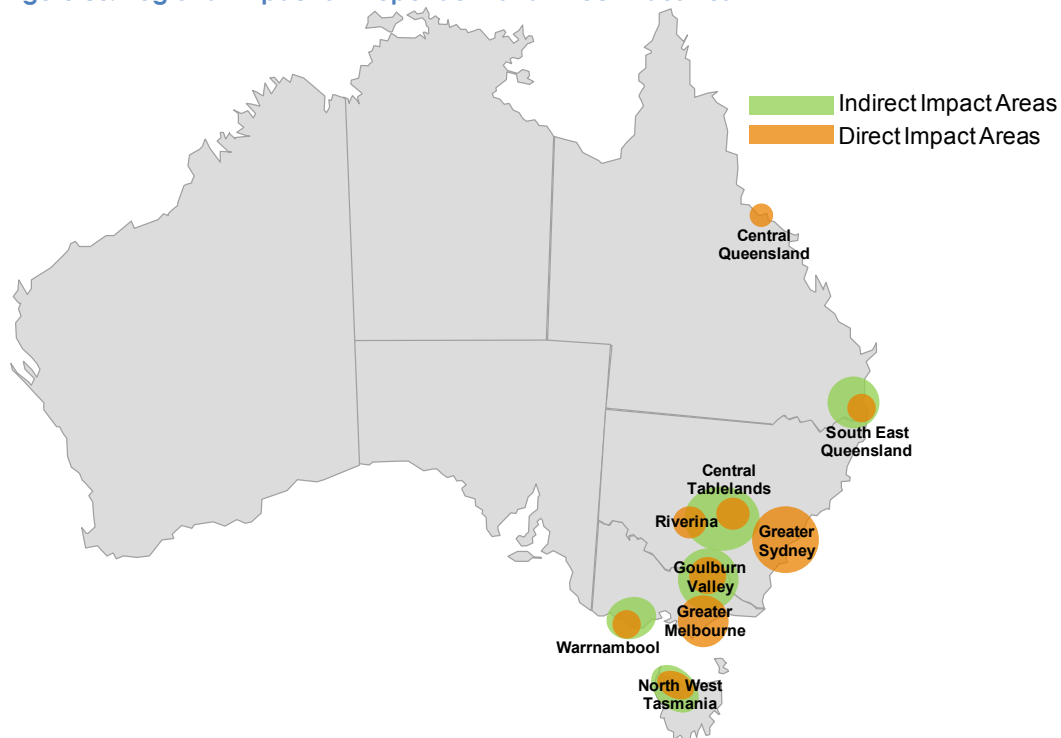 Indirect Impact Areas
Direct Impact Areas
Central
Queensland
South East
Queensland
Central
Tablelands
Riverina
Greater
Sydney
Goulburn
Valley
Greater
Melbourne
Warrnambool
North West
Tasmania